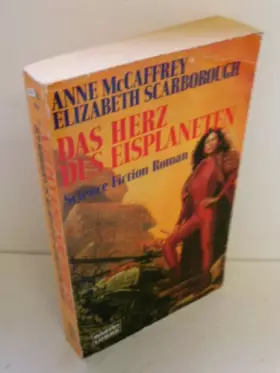 ANNE McCAFFREY
ELIZABETH SCARBOROUGH
DAS HERZ
DES EISPLANETEN
Science Fiction Roman